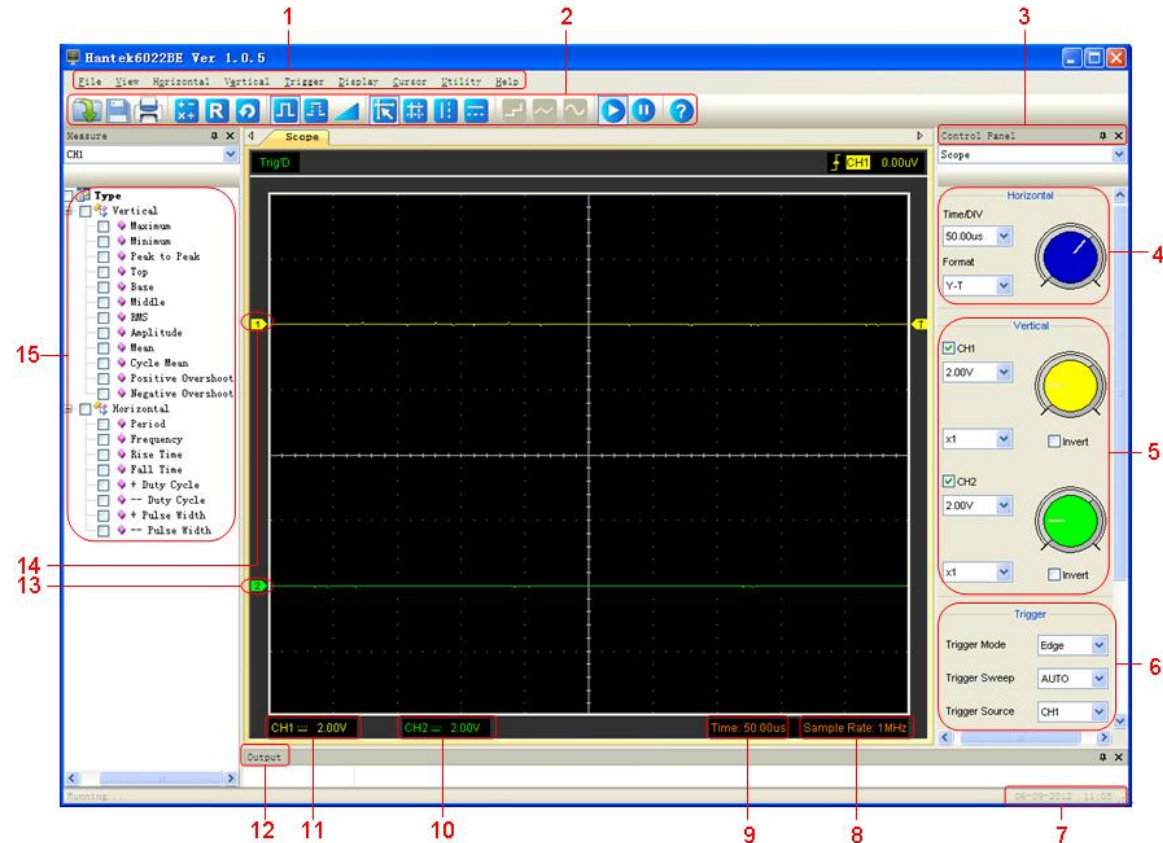 1
2
3
Hantek6022BE Ver 1.0.5
File View Horizontal Vertical Trigger Display Cursor Utility Help
R
Measure
CH1
Type
Vertical
Maximum
Minimum
Peak to Peak
Top
Base
Middle
RMS
Amplitude
Mean
Cycle Mean
Positive Overshoot
Negative Overshoot
Horizontal
Period
Frequency
Rise Time
Fall Time
+ Duty Cycle
-- Duty Cycle
+ Pulse Width
-- Pulse Width
15
14
13
Scope
Trig'D
CH1 0.00uV
1
T
2
CH1 2.00V
CH2 2.00V
Time: 50.00us
Sample Rate: 1MHz
Control Panel
Scope
Horizontal
Time/DIV
50.00us
Format
Y-T
4
Vertical
CH1
2.00V
x1
Invert
5
CH2
2.00V
x1
Invert
Trigger
Trigger Mode Edge
Trigger Sweep AUTO
Trigger Source CH1
6
Output
Running...
06-09-2012 11:05
12
11
10
9
8
7